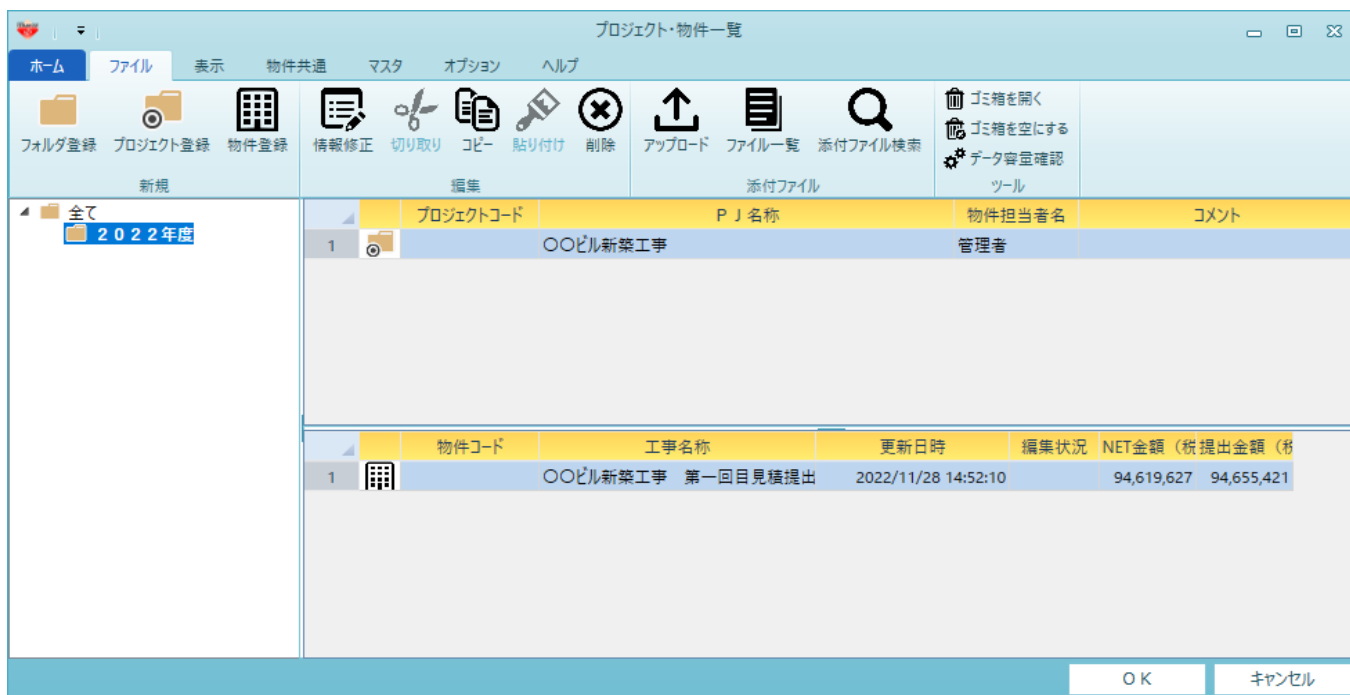 プロジェクト・物件一覧
ホーム ファイル 表示 物件共通 マスタ オプション ヘルプ
フォルダ登録 プロジェクト登録 物件登録 情報修正 切り取り コピー 貼り付け 削除 アップロード ファイル一覧 添付ファイル検索
ゴミ箱を開く
ゴミ箱を空にする
データ容量確認
新規 編集 添付ファイル ツール
全て
2022年度
プロジェクトコード PJ名称 物件担当者名 コメント
1 〇〇ビル新築工事 管理者
物件コード 工事名称 更新日時 編集状況 NET金額（税 提出金額（税
1 〇〇ビル新築工事 第一回目見積提出 2022/11/28 14:52:10 94,619,627 94,655,421
OK キャンセル